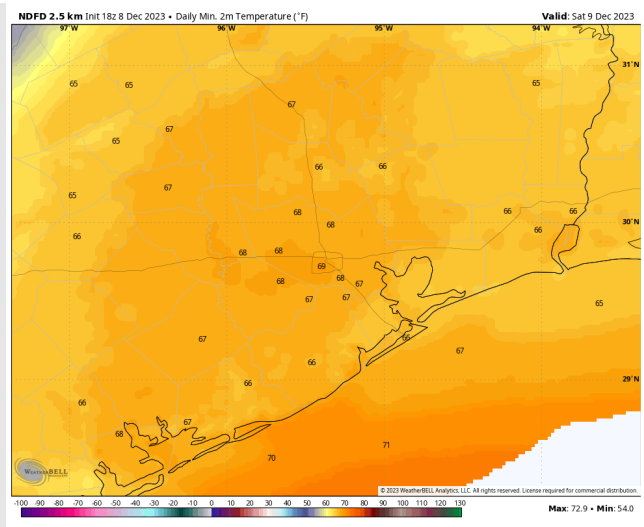 NDFD 2.5 km Init 18z 8 Dec 2023 • Daily Min. 2m Temperature (°F)
Valid: Sat 9 Dec 2023
97°W 96°W 95°W 94°W
31°N
65 65 65
67
67
65
66 66
67
65
68 66 66
30°N
68 66
66
68 68
69
68 68 67
67 67
65
67 66
67
66
29°N
66
66
68 67
70 71
WEATHERBELL
© 2023 WeatherBELL Analytics, LLC. All rights reserved. License required for commercial distribution.
-100 -90 -80 -70 -60 -50 -40 -30 -20 -10 0 10 20 30 40 50 60 70 80 90 100 110 120 130
Max: 72.9 • Min: 54.0